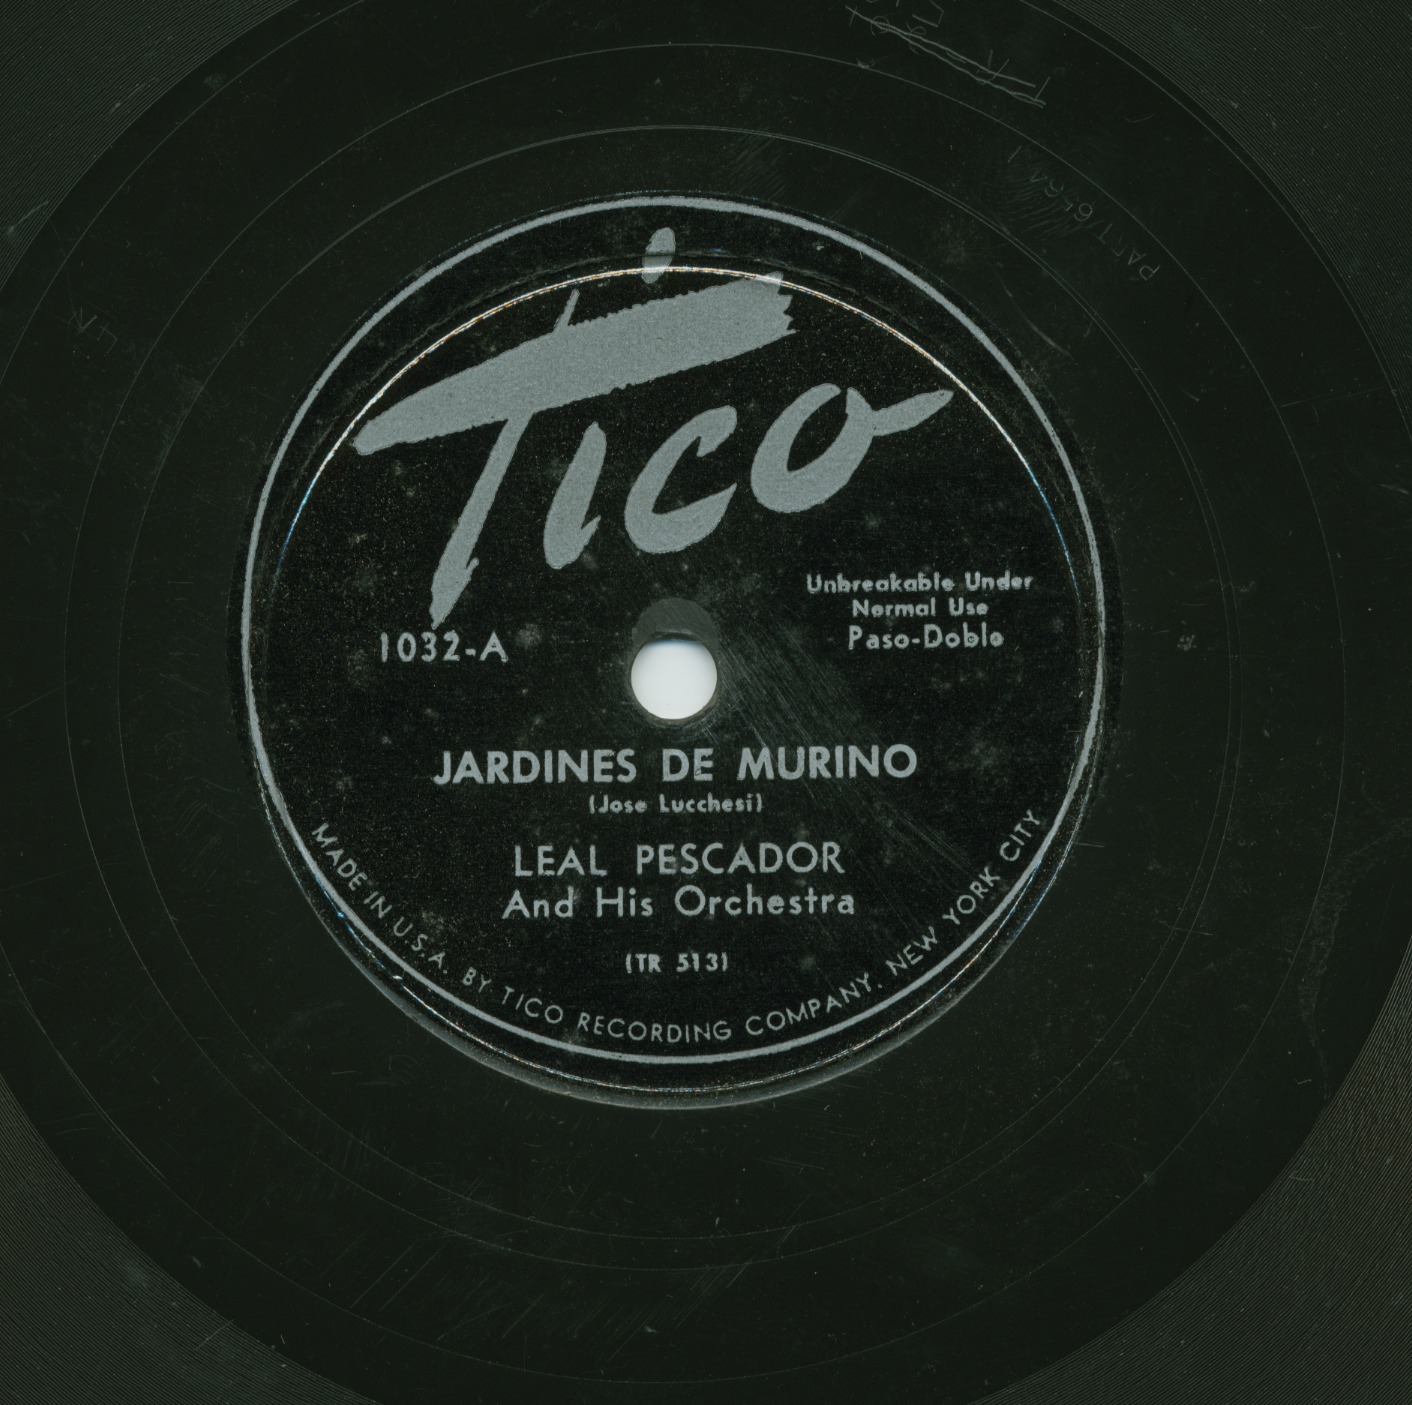 Tico
Unbreakable Under
Normal Use
Paso-Doblo
1032-A
JARDINES DE MURINO
(Jose Lucchesi)
LEAL PESCADOR
And His Orchestra
(TR 513)
MADE IN U.S.A. BY TICO RECORDING COMPANY, NEW YORK CITY